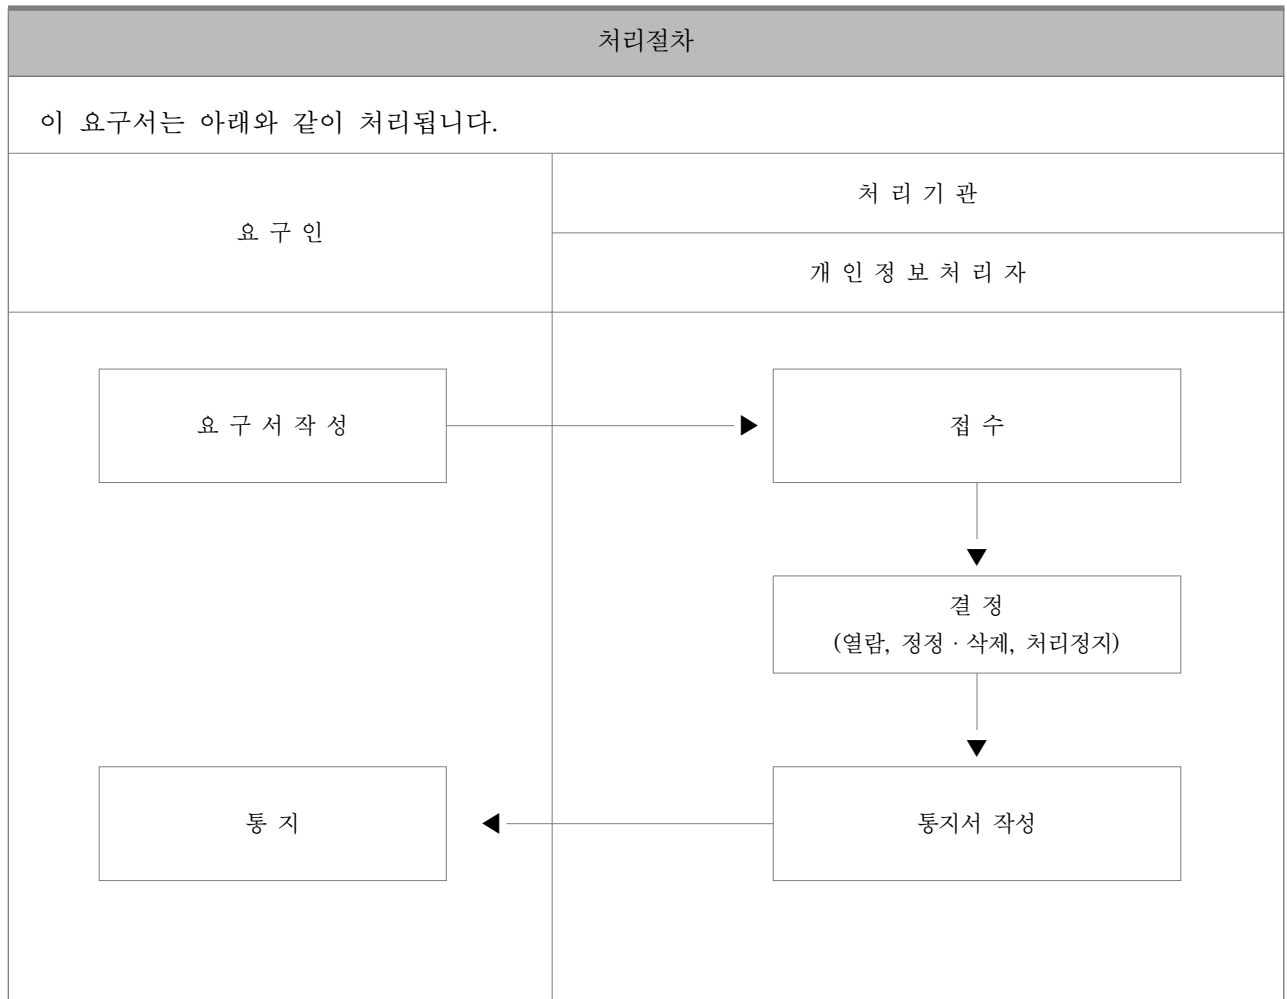 처리절차
이 요구서는 아래와 같이 처리됩니다.
요 구 인
처 리 기 관
개 인 정 보 처 리 자
요 구 서 작 성
접 수
결 정
(열람, 정정 · 삭제, 처리정지)
통 지
통지서 작성